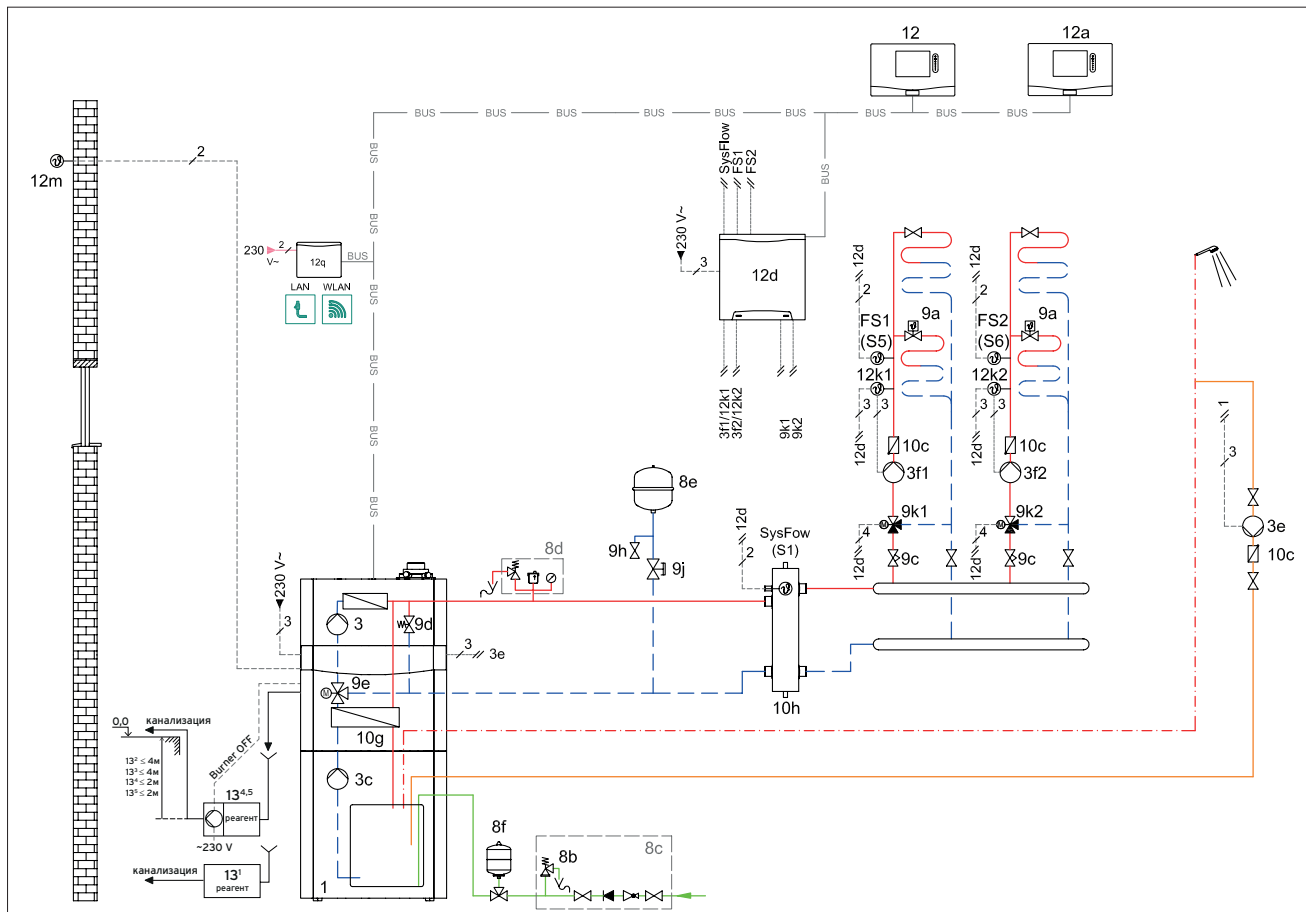 12
12a
BUS BUS BUS BUS BUS BUS BUS BUS
2
12m
SysFlow
FS1
FS2
BUS
BUS
BUS
BUS
BUS
BUS
BUS
BUS
230 V~
2
12q
BUS
LAN WLAN
230 V~
3
12d
3f1/12k1
3f2/12k2
9k1
9k2
12d
2
FS1
(S5)
9a
12k1
3
3
12d
10c
3f1
9k1
4
12d
9c
12d
2
FS2
(S6)
9a
12k2
3
3
12d
10c
3f2
9k2
4
12d
9c
1
3
3e
10c
8e
9h
9j
8d
12d
2
SysFow
(S1)
10h
230 V~
3
3
9d
3
3e
9e
10g
3c
1
0,0
канализация
13² ≤ 4м
13³ ≤ 4м
13⁴ ≤ 2м
13⁵ ≤ 2м
Burner OFF
13⁴,⁵
реагент
~230 V
канализация
13¹
реагент
8f
8b
8c